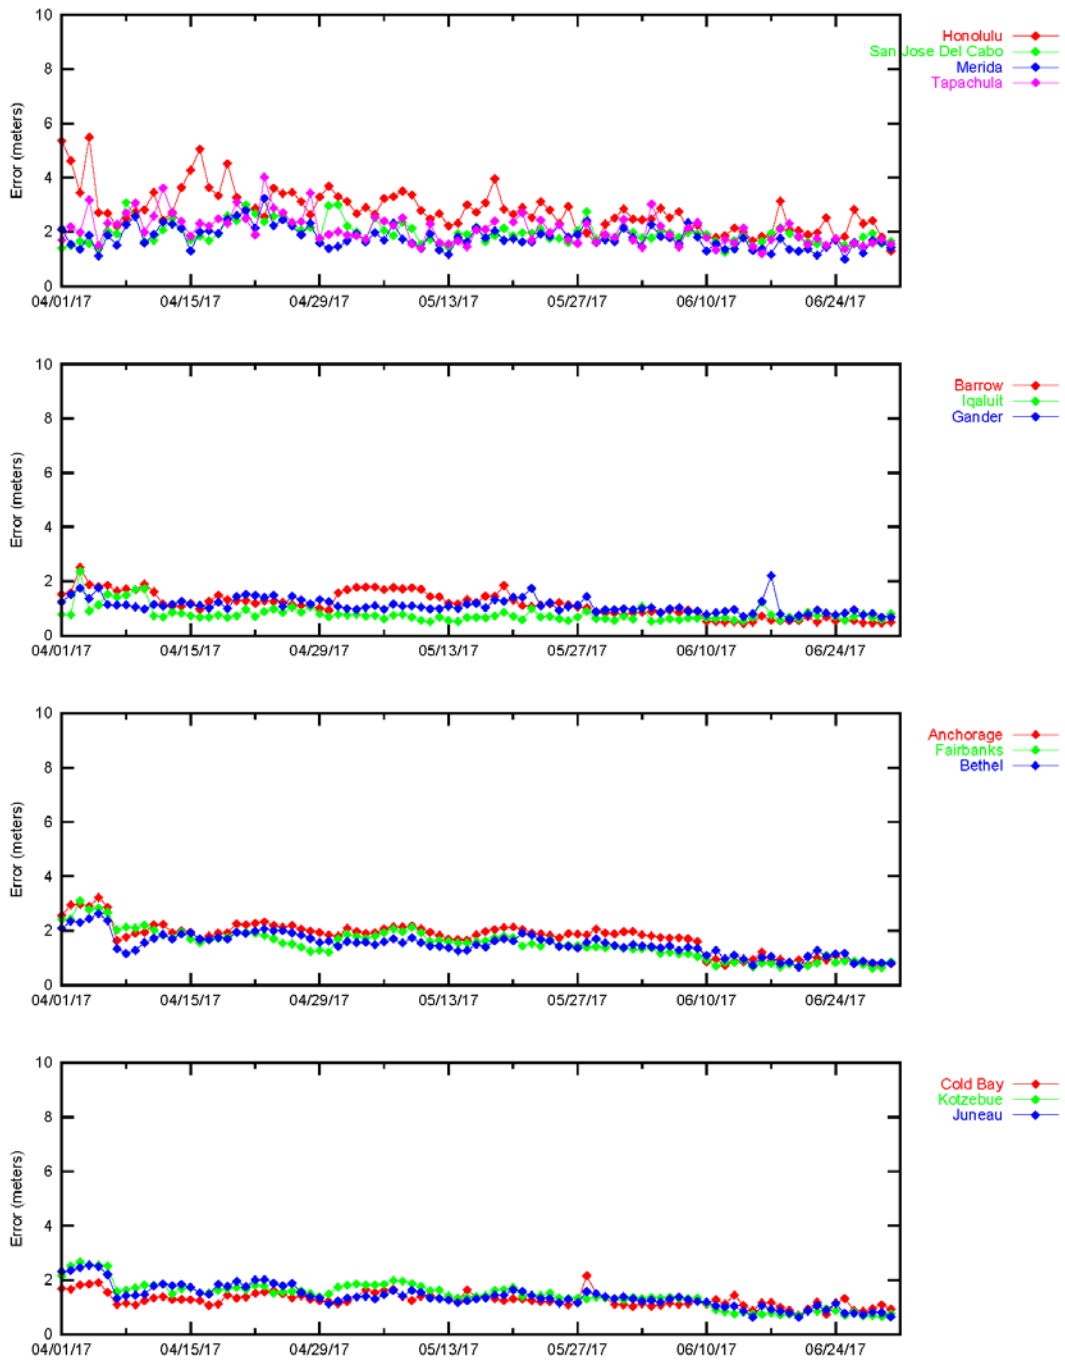 10
8
6
4
2
0
Error (meters)
04/01/17 04/15/17 04/29/17 05/13/17 05/27/17 06/10/17 06/24/17
Honolulu
San Jose Del Cabo
Merida
Tapachula
10
8
6
4
2
0
Error (meters)
04/01/17 04/15/17 04/29/17 05/13/17 05/27/17 06/10/17 06/24/17
Barrow
Iqaluit
Gander
10
8
6
4
2
0
Error (meters)
04/01/17 04/15/17 04/29/17 05/13/17 05/27/17 06/10/17 06/24/17
Anchorage
Fairbanks
Bethel
10
8
6
4
2
0
Error (meters)
04/01/17 04/15/17 04/29/17 05/13/17 05/27/17 06/10/17 06/24/17
Cold Bay
Kotzebue
Juneau